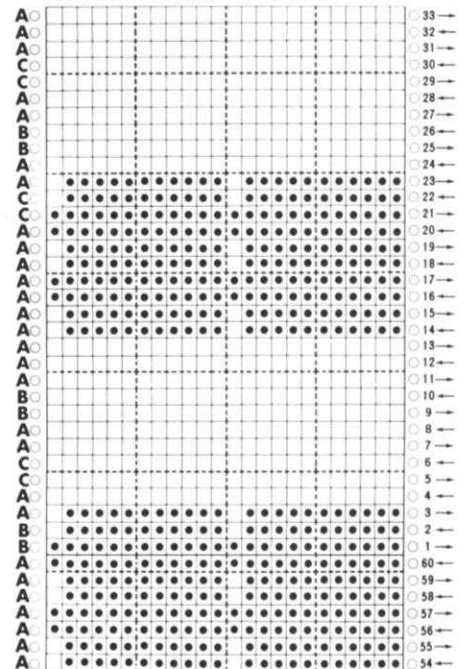 A 33→
A 32←
A 31→
C 30←
C 29→
A 28←
A 27→
B 26←
B 25→
A 24←
A 23→
C 22←
C 21→
A 20←
A 19→
A 18←
A 17→
A 16←
A 15→
A 14←
A 13→
A 12←
A 11→
B 10←
B 9→
A 8←
A 7→
C 6←
C 5→
A 4←
A 3→
B 2←
B 1→
A 60←
A 59→
A 58←
A 57→
A 56←
A 55→
A 54←